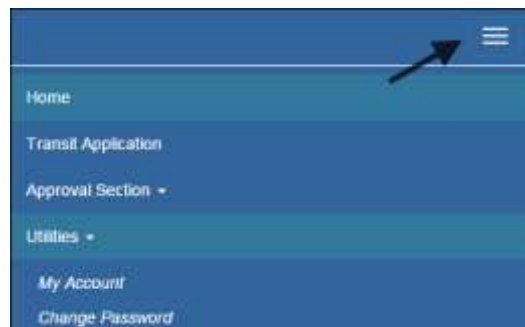 Home
Transit Application
Approval Section
Utilities
My Account
Change Password